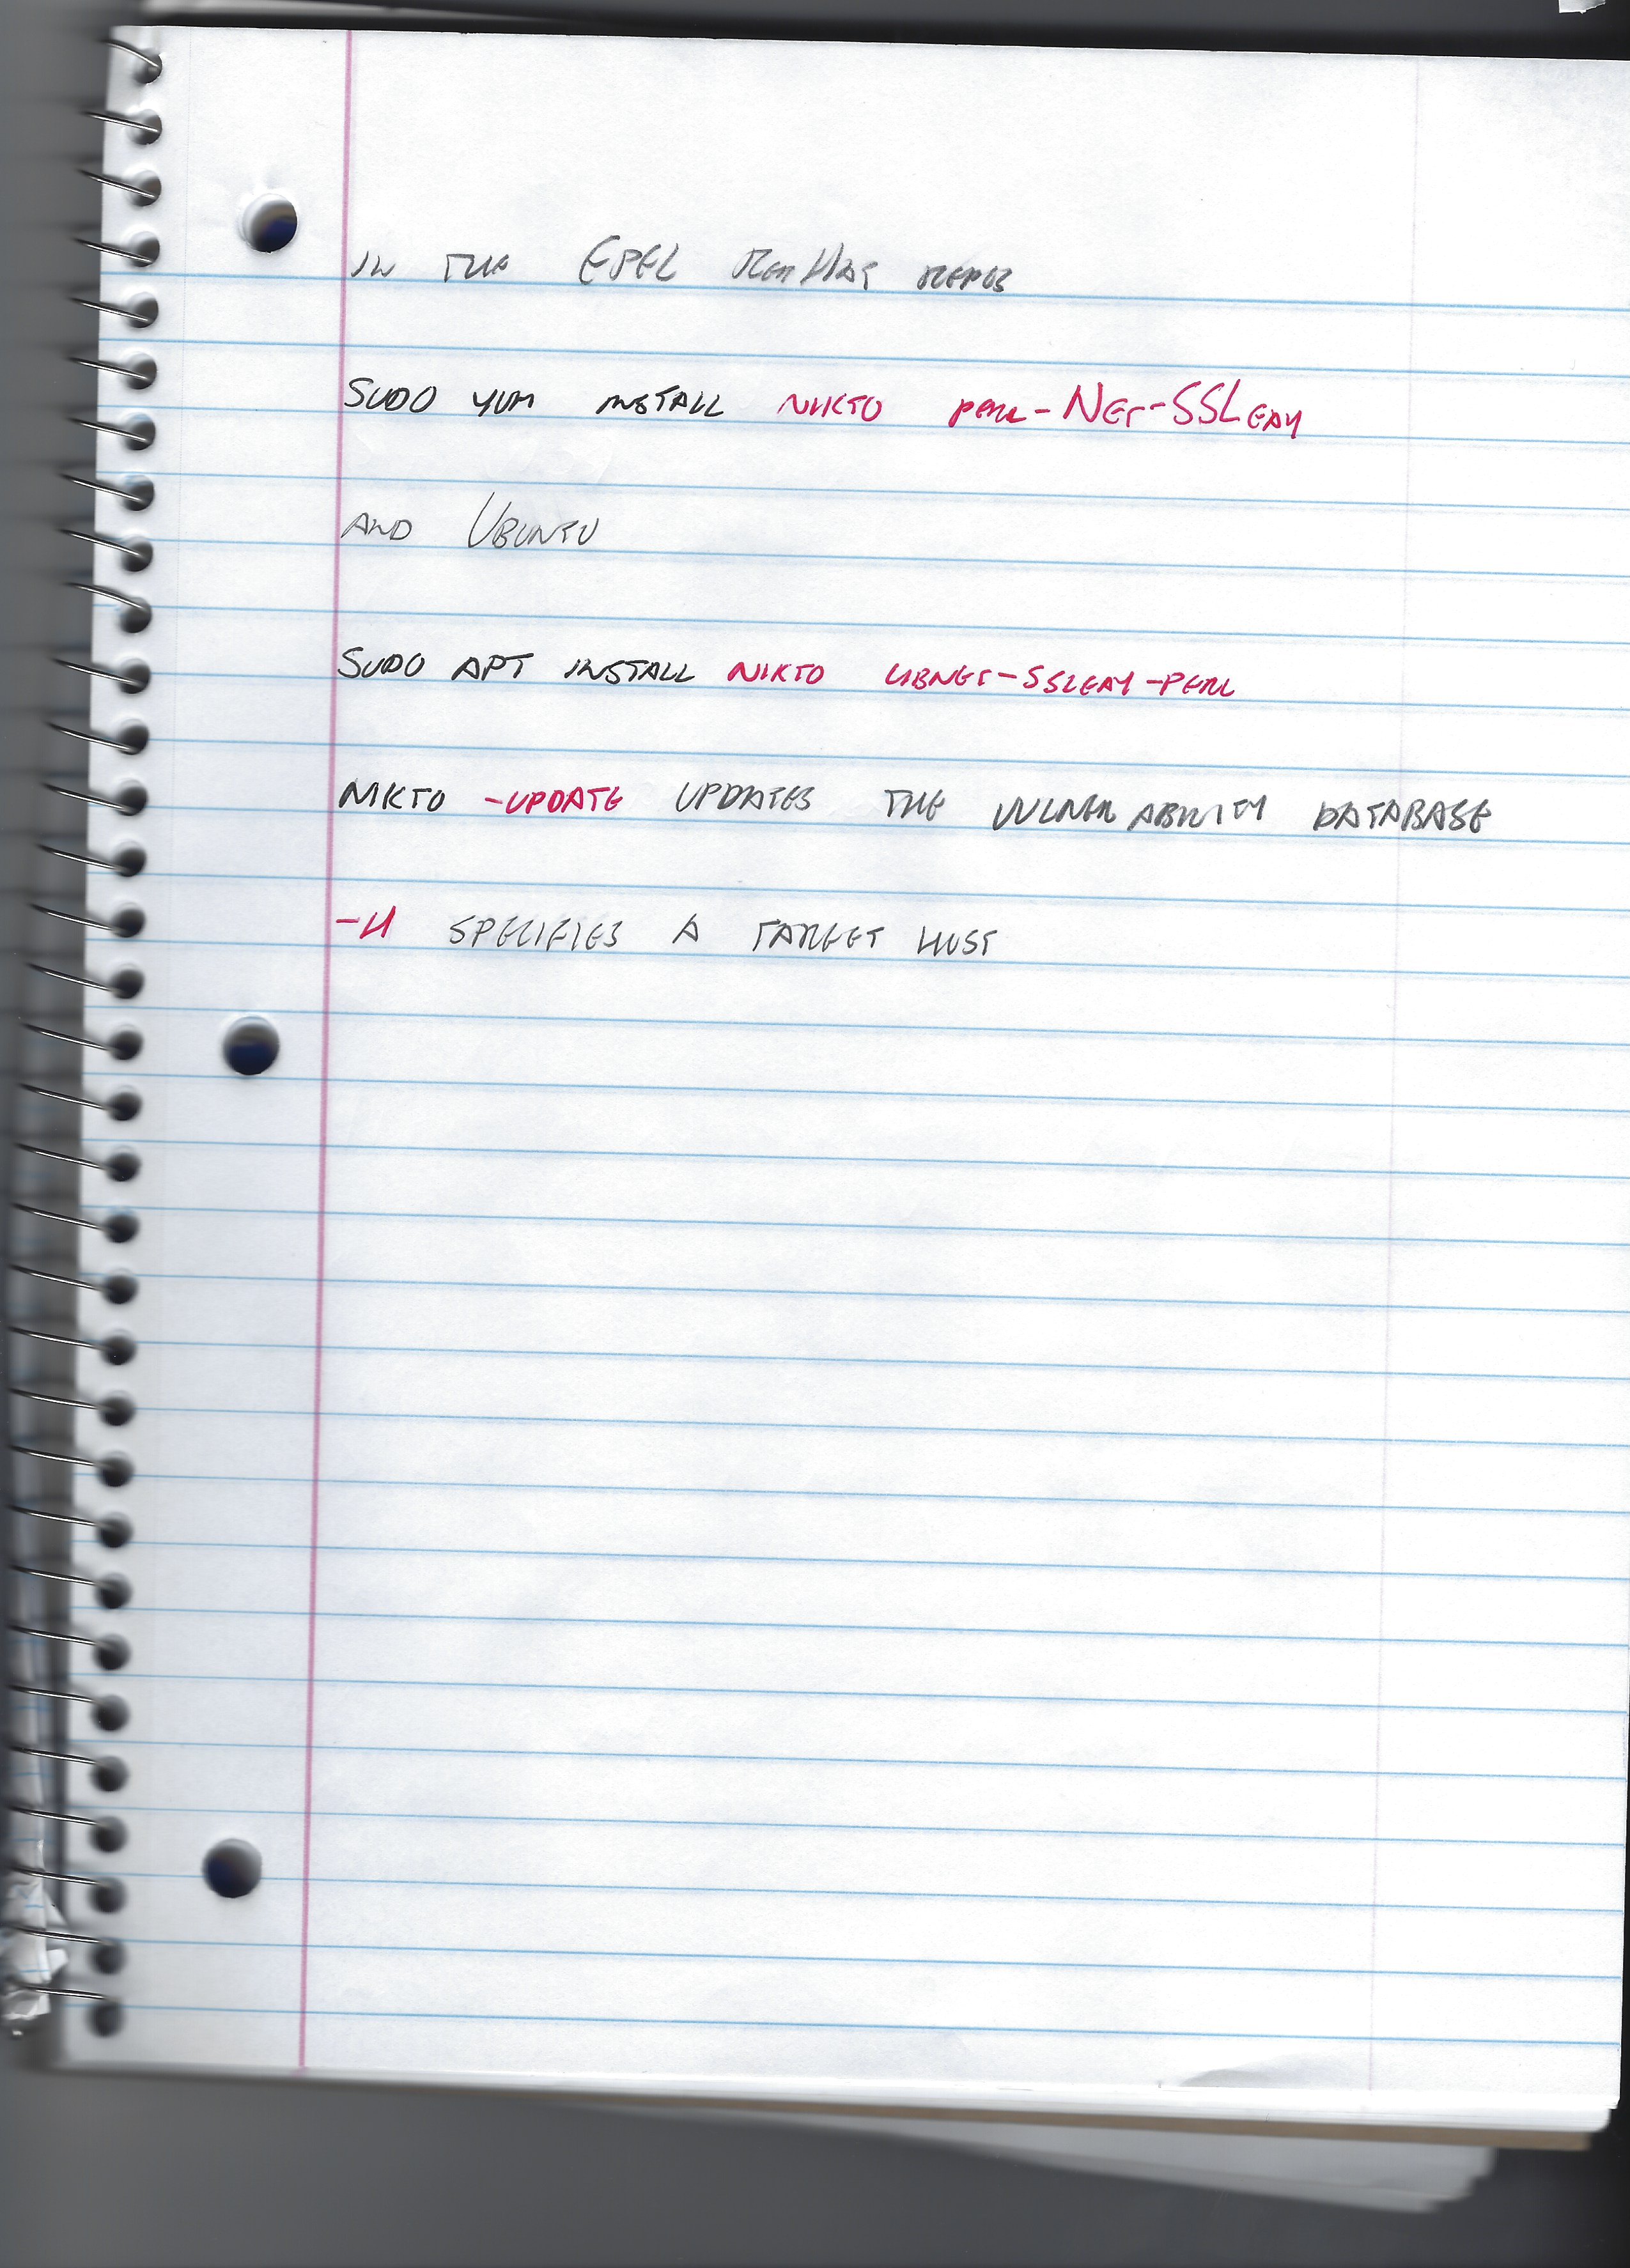 IN THE EPEL RedHat REPOS
SUDO YUM INSTALL NIKTO perl-Net-SSLeay
AND UBUNTU
SUDO APT INSTALL NIKTO LIBNET-SSLEAY-PERL
NIKTO -UPDATE UPDATES THE VULNERABILITY DATABASE
-H SPECIFIES A TARGET HOST